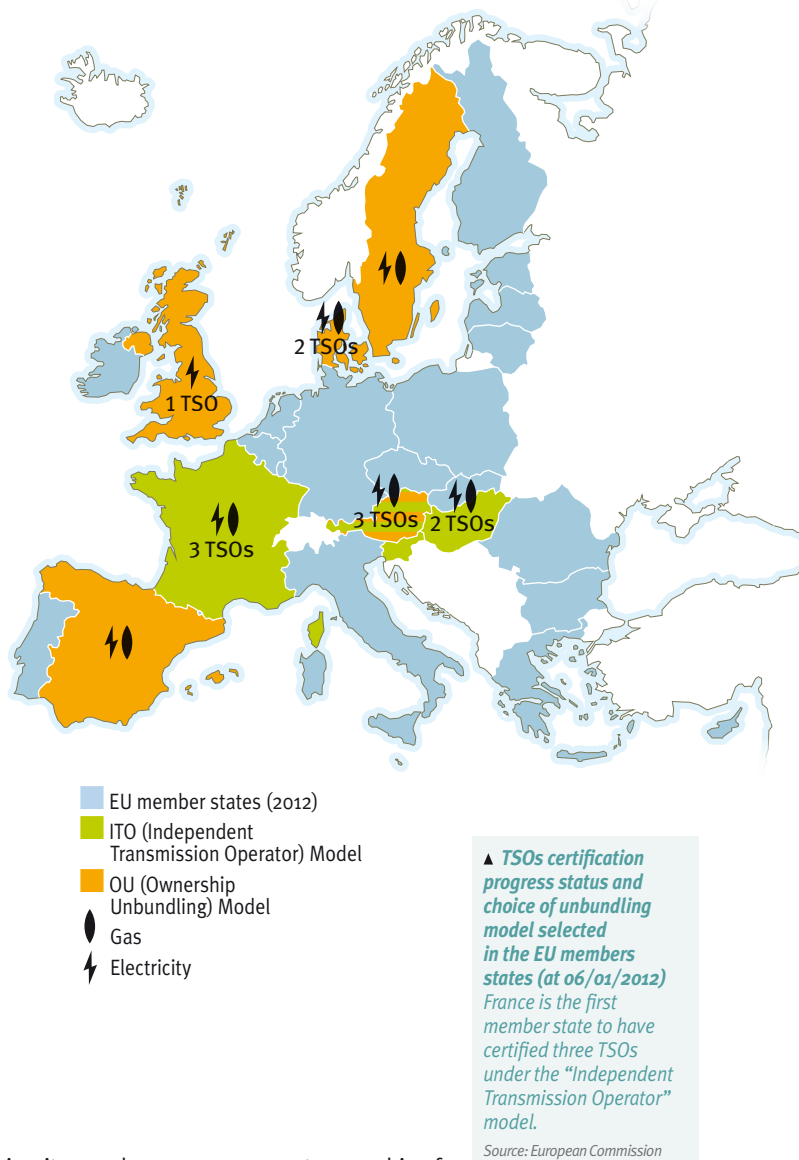 2 TSOs
1 TSO
3 TSOs
2 TSOs
3 TSOs
EU member states (2012)
ITO (Independent
Transmission Operator) Model
OU (Ownership
Unbundling) Model
Gas
Electricity
▲ TSOs certification
progress status and
choice of unbundling
model selected
in the EU members
states (at 06/01/2012)
France is the first
member state to have
certified three TSOs
under the “Independent
Transmission Operator”
model.
Source: European Commission